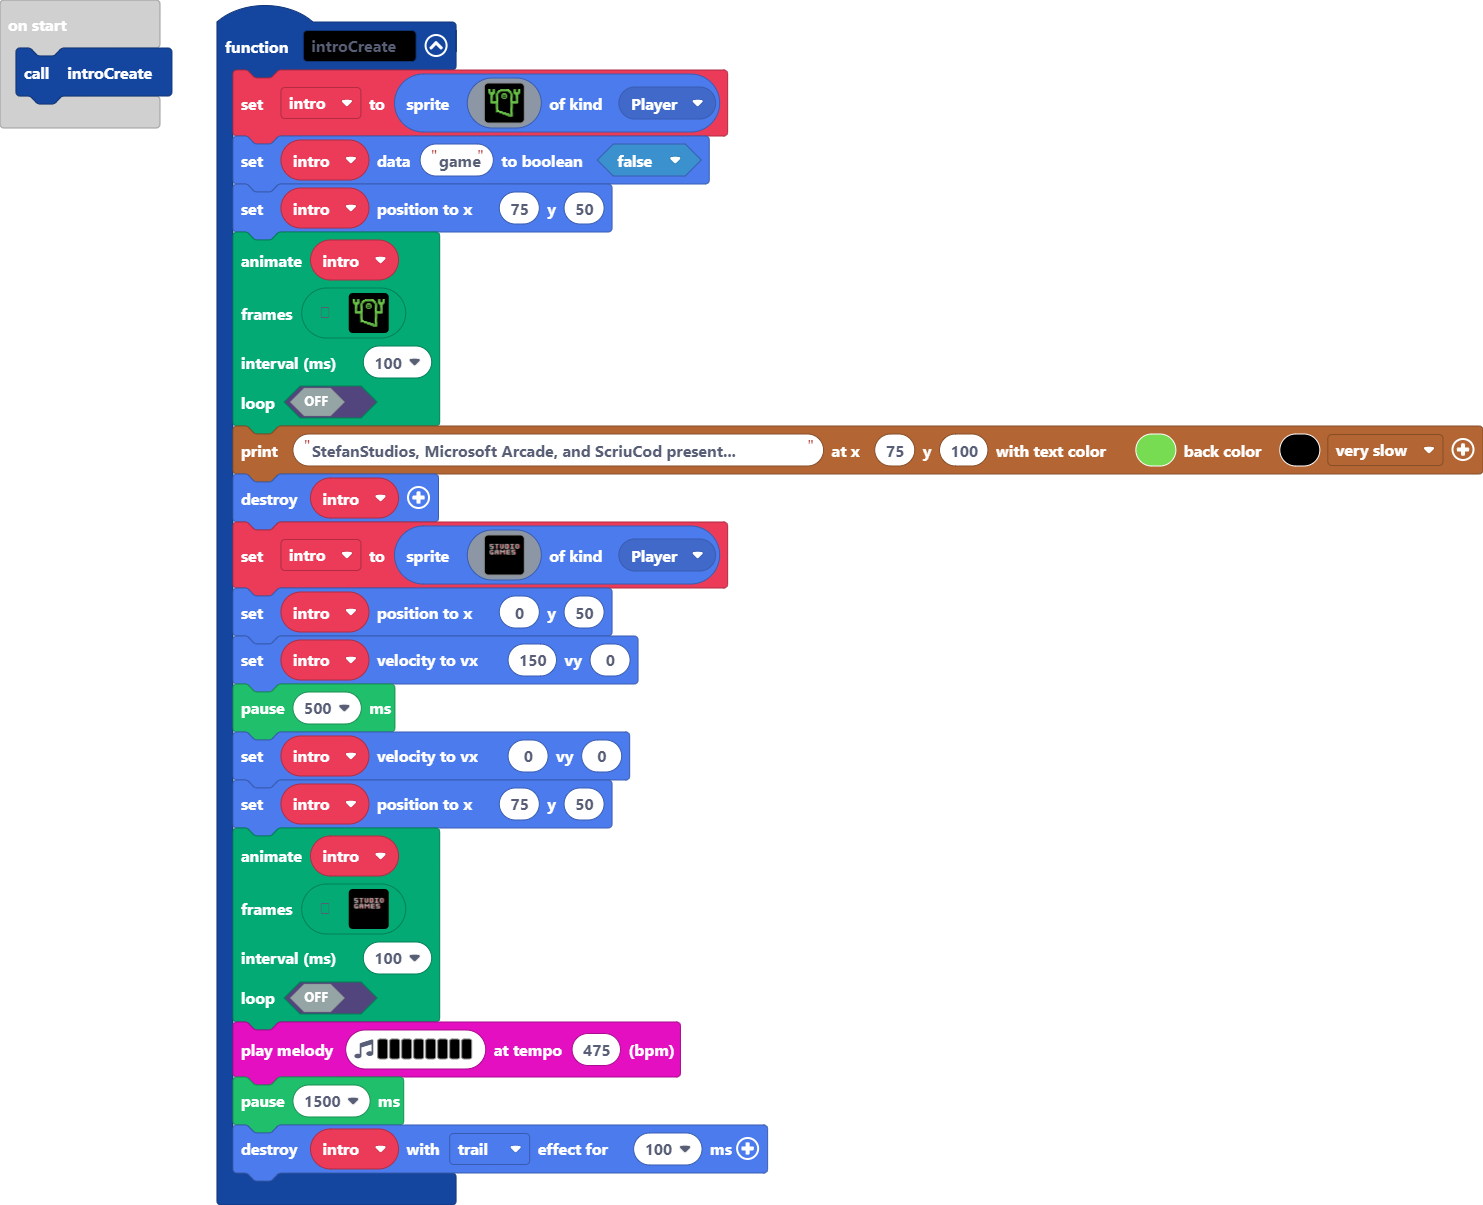 on start
call introCreate
function introCreate
set intro to sprite of kind Player
set intro data "game" to boolean false
set intro position to x 75 y 50
animate intro
frames
interval (ms) 100
loop OFF
print "StefanStudios, Microsoft Arcade, and ScriuCod present... " at x 75 y 100 with text color back color very slow
destroy intro
set intro to sprite STUDIO GAMES of kind Player
set intro position to x 0 y 50
set intro velocity to vx 150 vy 0
pause 500 ms
set intro velocity to vx 0 vy 0
set intro position to x 75 y 50
animate intro
frames STUDIO GAMES
interval (ms) 100
loop OFF
play melody at tempo 475 (bpm)
pause 1500 ms
destroy intro with trail effect for 100 ms